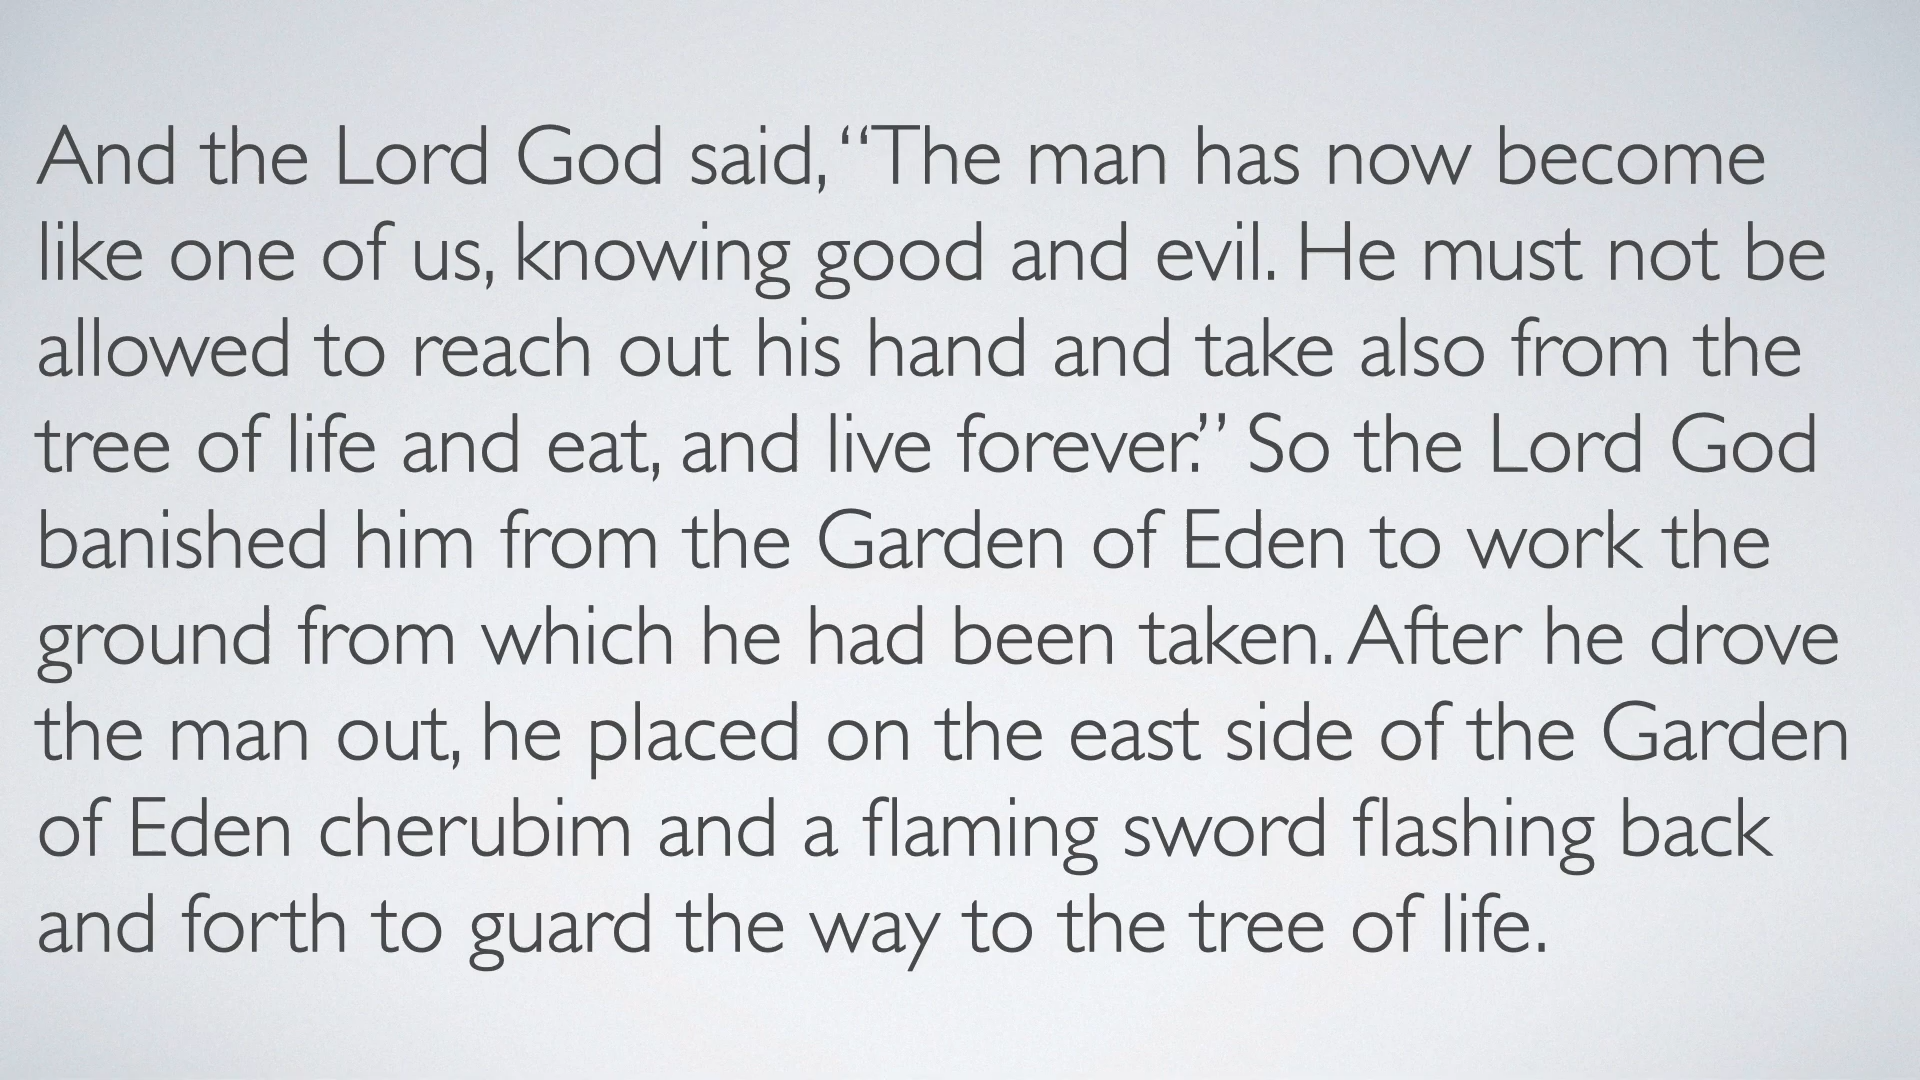 And the Lord God said, “The man has now become
like one of us, knowing good and evil. He must not be
allowed to reach out his hand and take also from the
tree of life and eat, and live forever.” So the Lord God
banished him from the Garden of Eden to work the
ground from which he had been taken. After he drove
the man out, he placed on the east side of the Garden
of Eden cherubim and a flaming sword flashing back
and forth to guard the way to the tree of life.